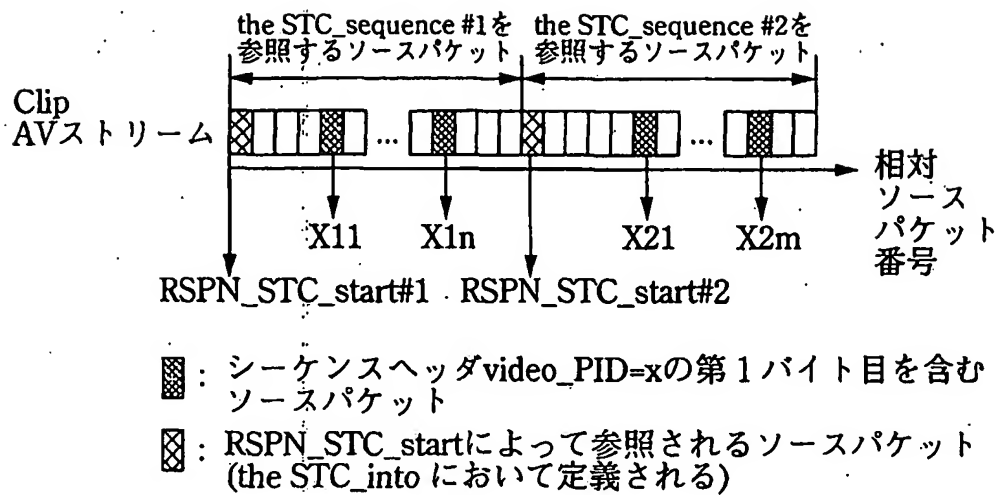 the STC_sequence #1を
参照するソースパケット
the STC_sequence #2を
参照するソースパケット
Clip
AVストリーム
...
...
相対
ソース
パケット
番号
X11
X1n
X21
X2m
RSPN_STC_start#1
RSPN_STC_start#2
: シーケンスヘッダvideo_PID=xの第1バイト目を含む
ソースパケット
: RSPN_STC_startによって参照されるソースパケット
(the STC_into において定義される)